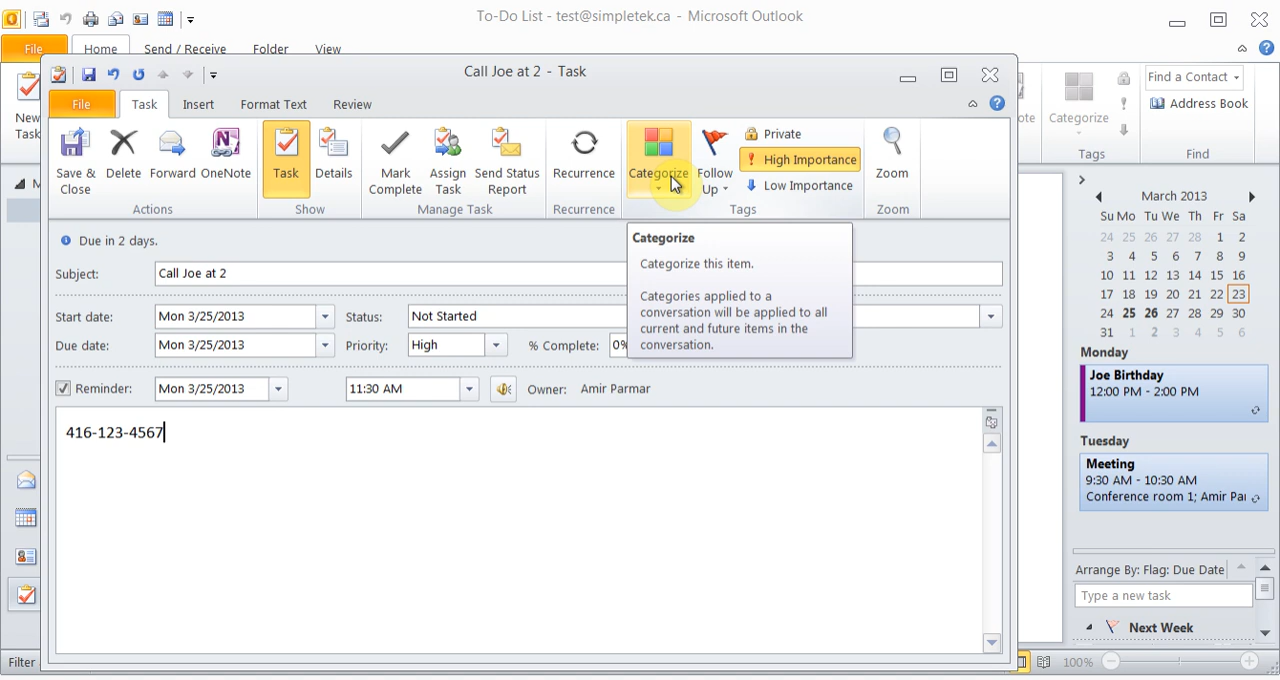 To-Do List - test@simpletek.ca - Microsoft Outlook
File Home Send / Receive Folder View
Call Joe at 2 - Task
File Task Insert Format Text Review
New Task
Save & Close
Delete
Forward
OneNote
Actions
Task
Details
Show
Mark Complete
Assign Task
Send Status Report
Manage Task
Recurrence
Recurrence
Categorize
Follow Up
Private
High Importance
Low Importance
Tags
Zoom
Zoom
Categorize
Tags
Find a Contact
Address Book
Find
Due in 2 days.
Subject: Call Joe at 2
Start date: Mon 3/25/2013 Status: Not Started
Due date: Mon 3/25/2013 Priority: High % Complete: 0%
Reminder: Mon 3/25/2013 11:30 AM Owner: Amir Parmar
416-123-4567
Categorize
Categorize this item.
Categories applied to a
conversation will be applied to all
current and future items in the
conversation.
March 2013
Su Mo Tu We Th Fr Sa
24 25 26 27 28 1 2
3 4 5 6 7 8 9
10 11 12 13 14 15 16
17 18 19 20 21 22 23
24 25 26 27 28 29 30
31 1 2 3 4 5 6
Monday
Joe Birthday
12:00 PM - 2:00 PM
Tuesday
Meeting
9:30 AM - 10:30 AM
Conference room 1; Amir Par
Arrange By: Flag: Due Date
Type a new task
Next Week
Filter
100%